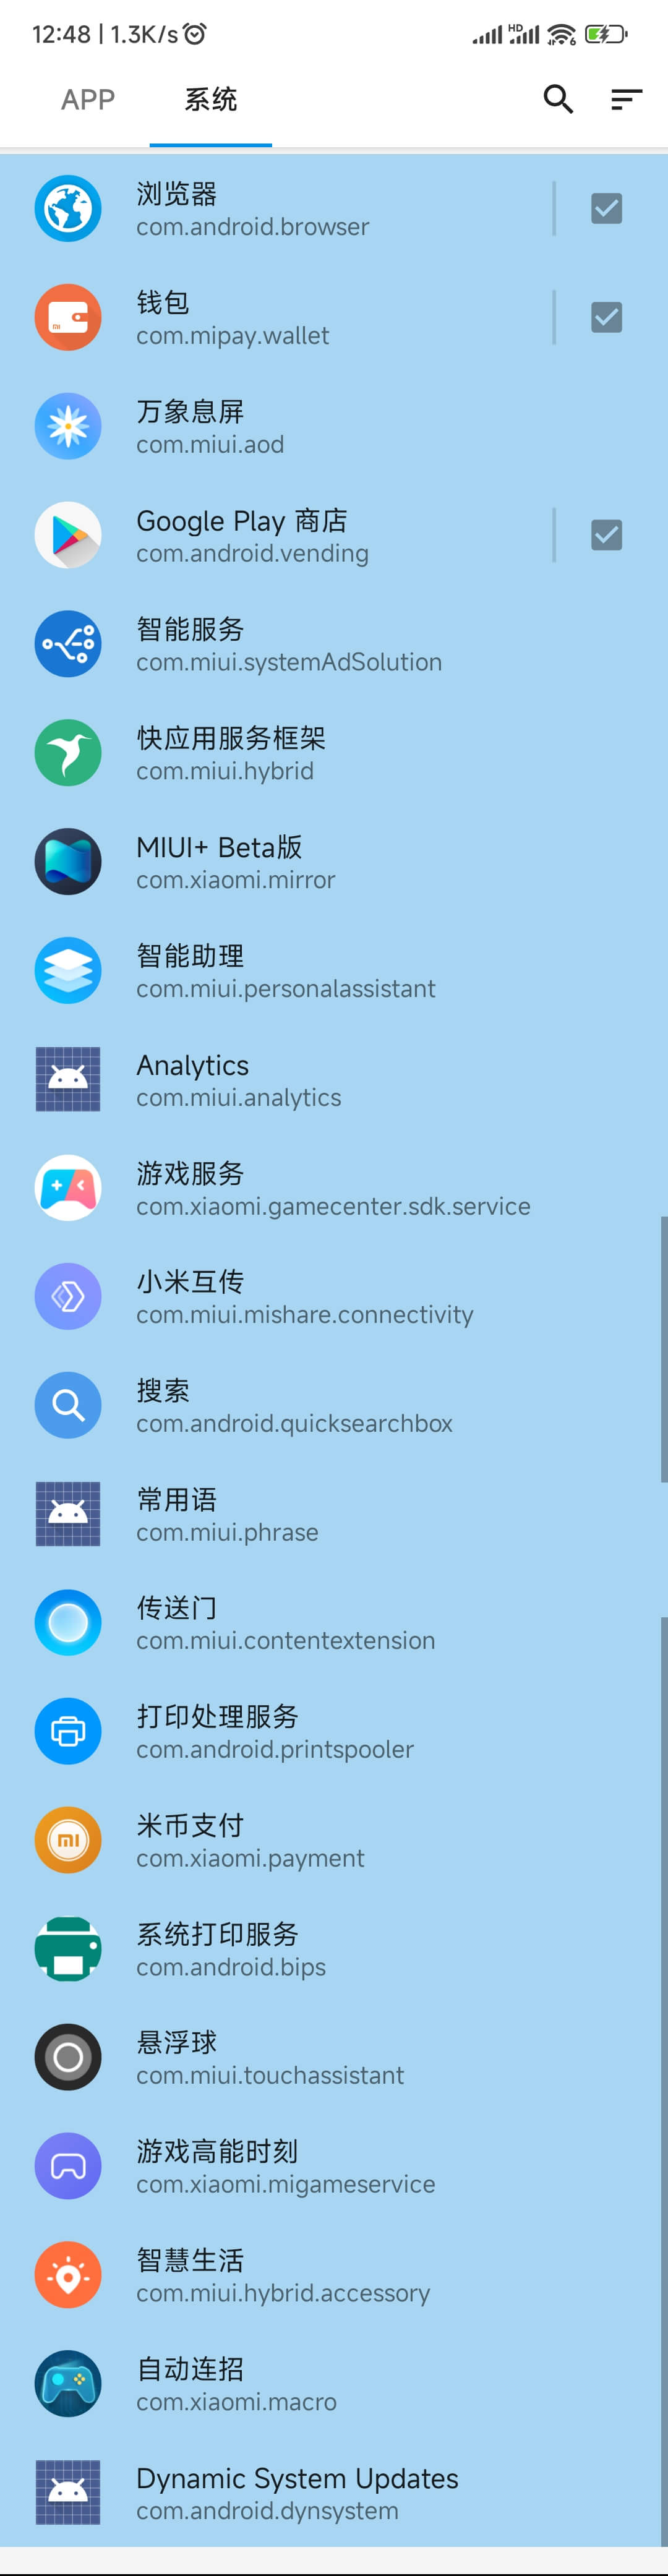 12:48 | 1.3K/s HD 6
APP 系统
浏览器
com.android.browser
钱包
com.mipay.wallet
万象息屏
com.miui.aod
Google Play 商店
com.android.vending
智能服务
com.miui.systemAdSolution
快应用服务框架
com.miui.hybrid
MIUI+ Beta版
com.xiaomi.mirror
智能助理
com.miui.personalassistant
Analytics
com.miui.analytics
游戏服务
com.xiaomi.gamecenter.sdk.service
小米互传
com.miui.mishare.connectivity
搜索
com.android.quicksearchbox
常用语
com.miui.phrase
传送门
com.miui.contentextension
打印处理服务
com.android.printspooler
米币支付
com.xiaomi.payment
系统打印服务
com.android.bips
悬浮球
com.miui.touchassistant
游戏高能时刻
com.xiaomi.migameservice
智慧生活
com.miui.hybrid.accessory
自动连招
com.xiaomi.macro
Dynamic System Updates
com.android.dynsystem